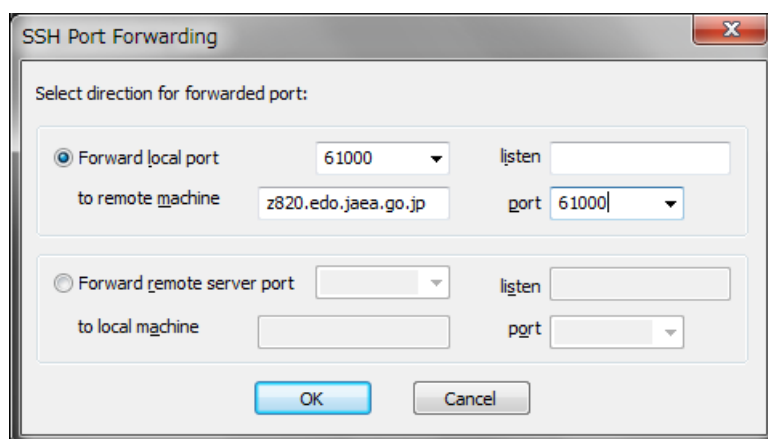 SSH Port Forwarding
Select direction for forwarded port:
Forward local port 61000 listen
to remote machine z820.edo.jaea.go.jp port 61000
Forward remote server port listen
to local machine port
OK Cancel